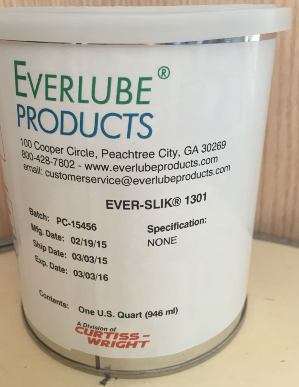 EVERLUBE®
PRODUCTS
100 Cooper Circle, Peachtree City, GA 30269
800-428-7802 - www.everlubeproducts.com
email: customerservice@everlubeproducts.com
EVER-SLIK® 1301
Batch: PC-15456
Mfg. Date: 02/19/15
Ship Date: 03/03/15
Exp. Date: 03/03/16
Specification:
NONE
Contents: One U.S. Quart (946 ml)
A Division of
CURTISS-
WRIGHT